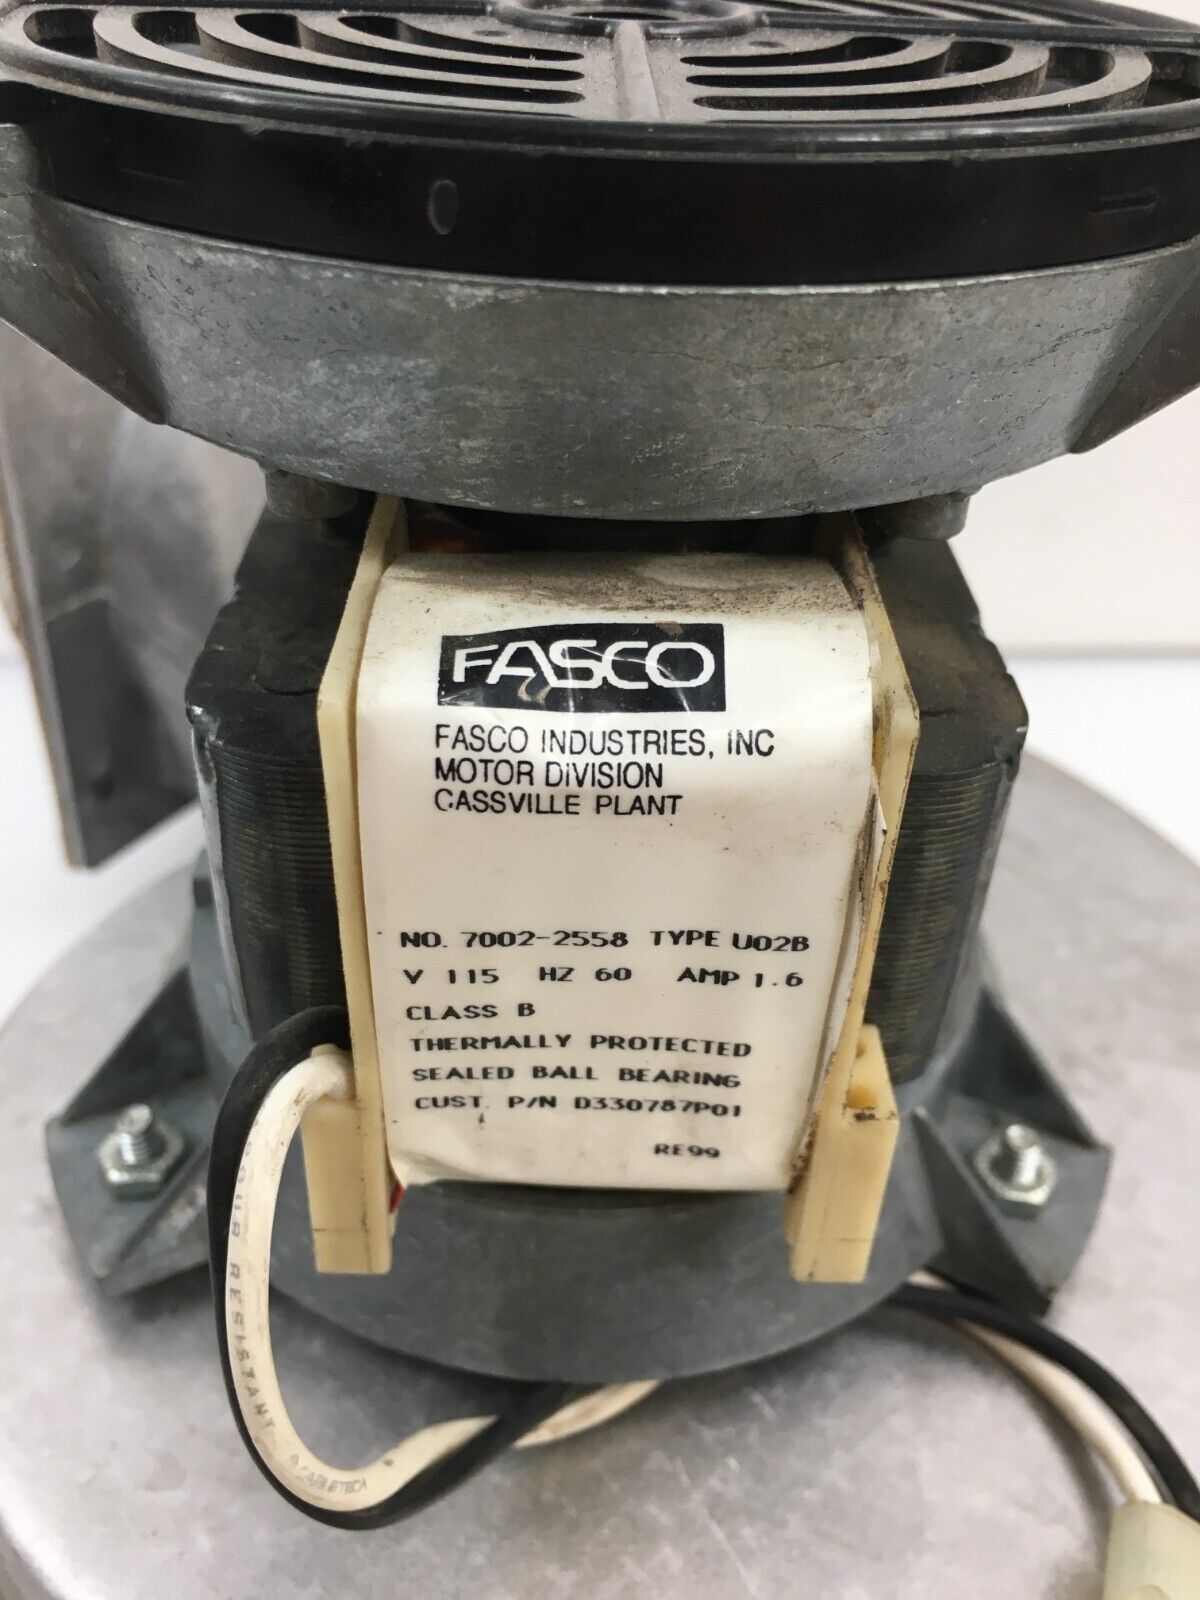 FASCO
FASCO INDUSTRIES, INC
MOTOR DIVISION
CASSVILLE PLANT
NO. 7002-2558 TYPE U02B
V 115 HZ 60 AMP 1.6
CLASS B
THERMALLY PROTECTED
SEALED BALL BEARING
CUST. P/N D330787P01
RE99
RESISTANT